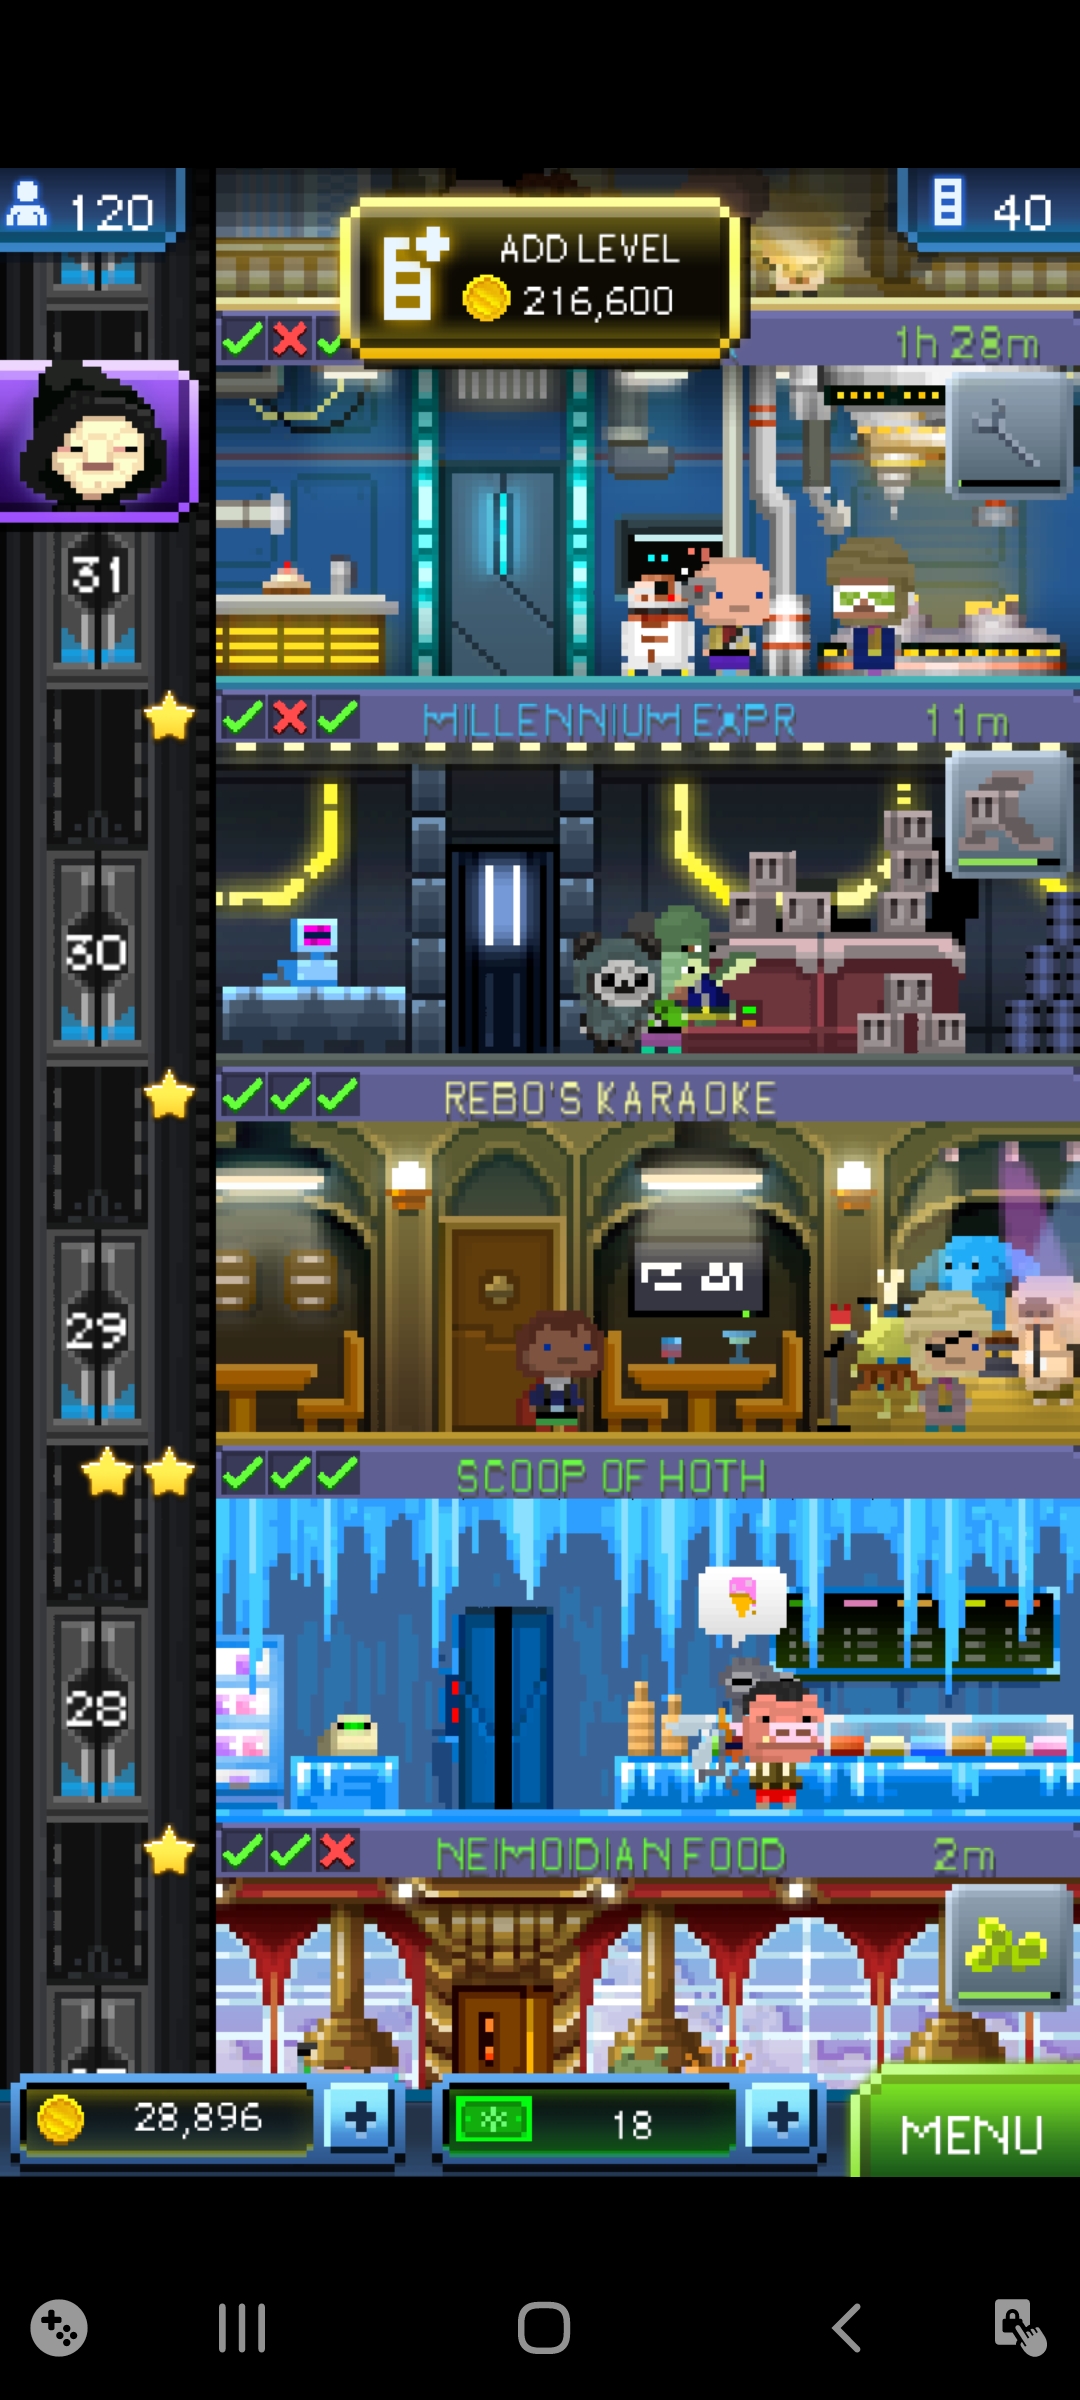 120
ADD LEVEL
216,600
40
1h 28m
31
MILLENNIUM EXPR
11m
30
REBO'S KARAOKE
29
SCOOP OF HOTH
28
NEIMOIDIAN FOOD
2m
28,896
18
MENU